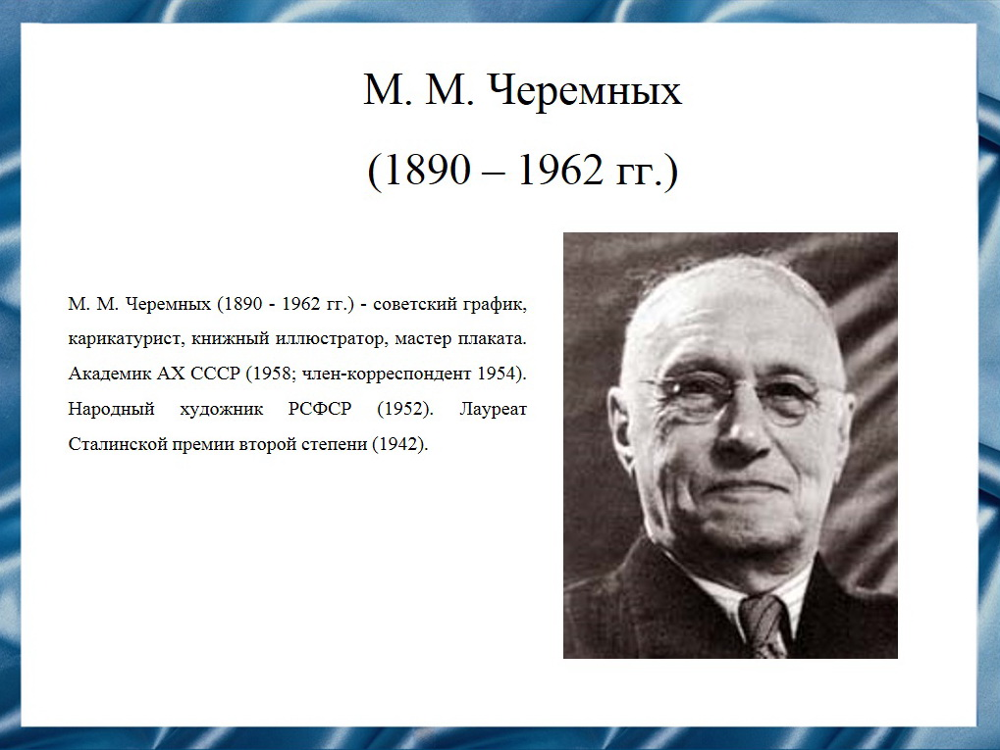 М. М. Черемных
(1890 – 1962 гг.)
М. М. Черемных (1890 - 1962 гг.) - советский график,
карикатурист, книжный иллюстратор, мастер плаката.
Академик АХ СССР (1958; член-корреспондент 1954).
Народный художник РСФСР (1952). Лауреат
Сталинской премии второй степени (1942).